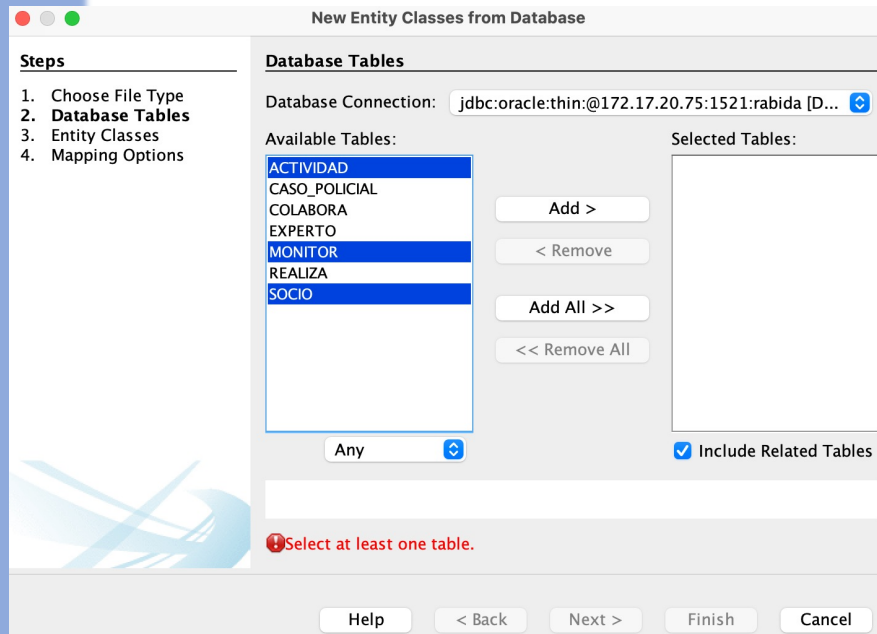 New Entity Classes from Database
Steps
1. Choose File Type
2. Database Tables
3. Entity Classes
4. Mapping Options
Database Tables
Database Connection: jdbc:oracle:thin:@172.17.20.75:1521:rabida [D...
Available Tables:
ACTIVIDAD
CASO_POLICIAL
COLABORA
EXPERTO
MONITOR
REALIZA
SOCIO
Any
Add >
< Remove
Add All >>
<< Remove All
Selected Tables:
Include Related Tables
Select at least one table.
Help < Back Next > Finish Cancel